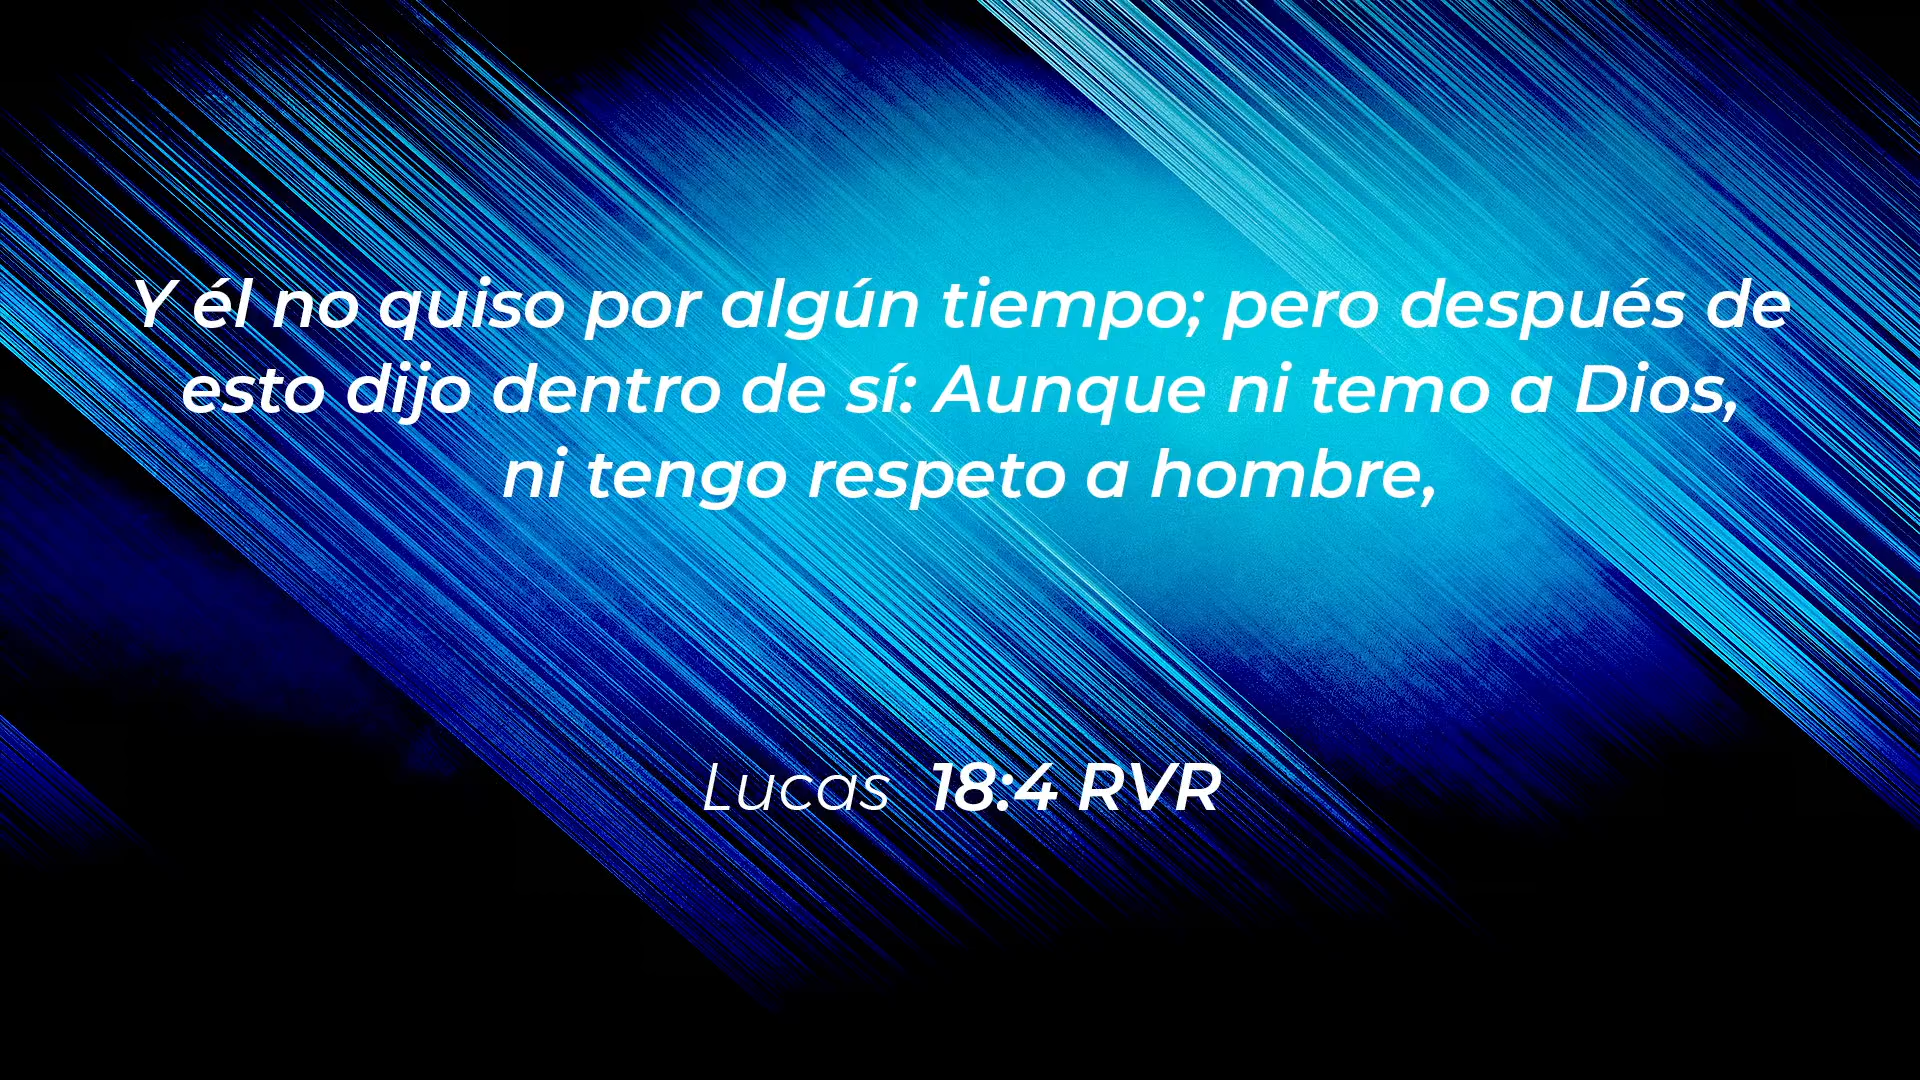 Y él no quiso por algún tiempo; pero después de
esto dijo dentro de sí: Aunque ni temo a Dios,
ni tengo respeto a hombre,
Lucas 18:4 RVR